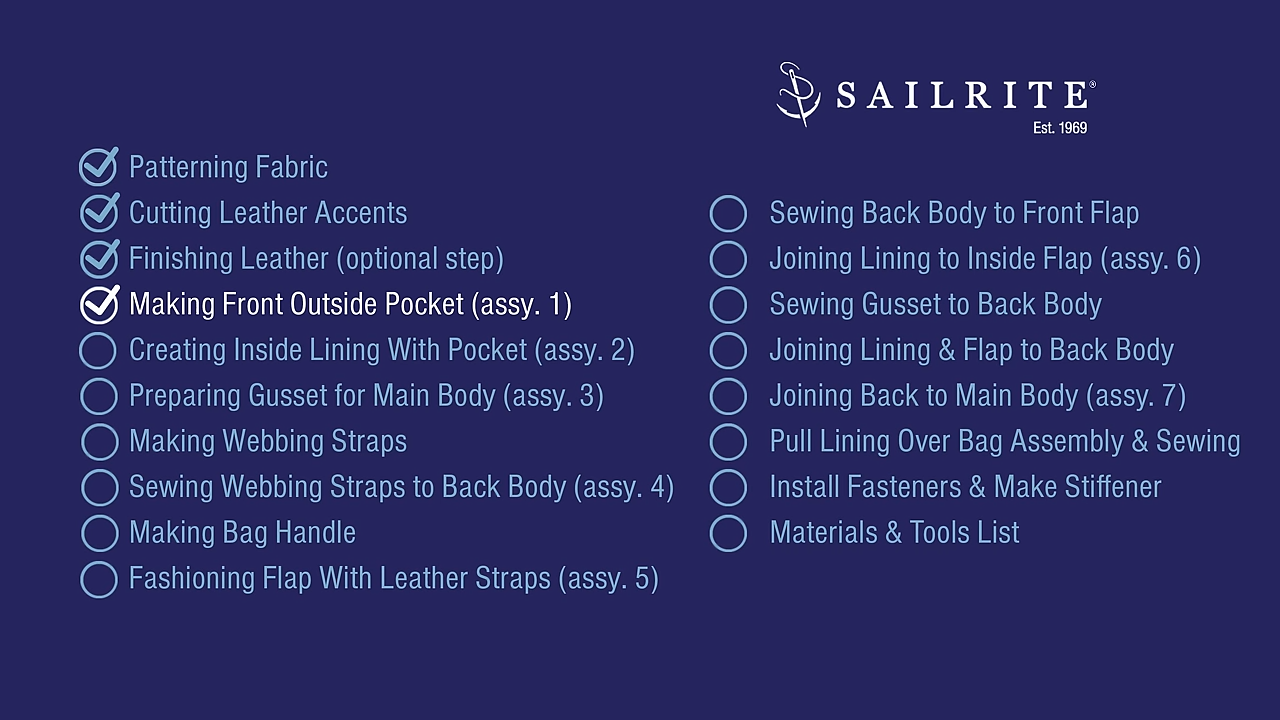 SAILRITE®
Est. 1969
Patterning Fabric
Cutting Leather Accents
Finishing Leather (optional step)
Making Front Outside Pocket (assy. 1)
Creating Inside Lining With Pocket (assy. 2)
Preparing Gusset for Main Body (assy. 3)
Making Webbing Straps
Sewing Webbing Straps to Back Body (assy. 4)
Making Bag Handle
Fashioning Flap With Leather Straps (assy. 5)
Sewing Back Body to Front Flap
Joining Lining to Inside Flap (assy. 6)
Sewing Gusset to Back Body
Joining Lining & Flap to Back Body
Joining Back to Main Body (assy. 7)
Pull Lining Over Bag Assembly & Sewing
Install Fasteners & Make Stiffener
Materials & Tools List